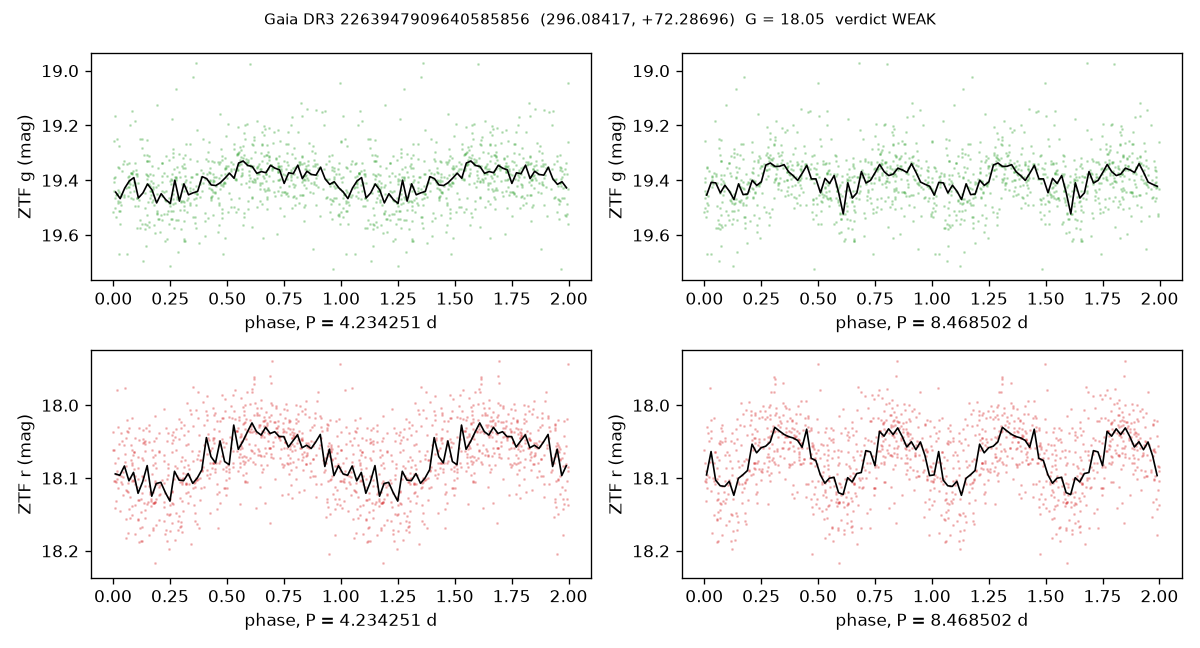 Gaia DR3 2263947909640585856 (296.08417, +72.28696) G = 18.05 verdict WEAK
ZTF g (mag)
19.0
19.2
19.4
19.6
0.00 0.25 0.50 0.75 1.00 1.25 1.50 1.75 2.00
phase, P = 4.234251 d
ZTF g (mag)
19.0
19.2
19.4
19.6
0.00 0.25 0.50 0.75 1.00 1.25 1.50 1.75 2.00
phase, P = 8.468502 d
ZTF r (mag)
18.0
18.1
18.2
0.00 0.25 0.50 0.75 1.00 1.25 1.50 1.75 2.00
phase, P = 4.234251 d
ZTF r (mag)
18.0
18.1
18.2
0.00 0.25 0.50 0.75 1.00 1.25 1.50 1.75 2.00
phase, P = 8.468502 d